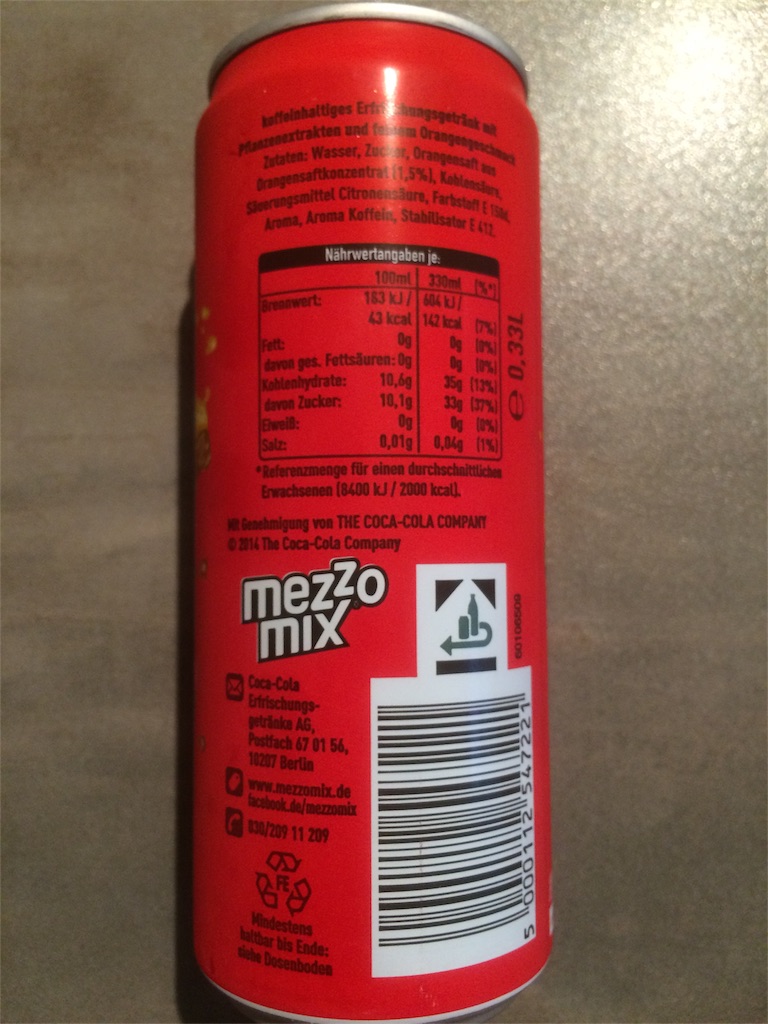 koffeinhaltiges Erfrischungsgetränk mit
Pflanzenextrakten und feinem Orangengeschmack
Zutaten: Wasser, Zucker, Orangensaft aus
Orangensaftkonzentrat (1,5%), Kohlensäure,
Säuerungsmittel Citronensäure, Farbstoff E 150d,
Aroma, Aroma Koffein, Stabilisator E 412.
Nährwertangaben je:
100ml 330ml (%*)
Brennwert: 183 kJ / 604 kJ /
43 kcal 142 kcal (7%)
Fett: 0g 0g (0%)
davon ges. Fettsäuren: 0g 0g (0%)
Kohlenhydrate: 10,6g 35g (13%)
davon Zucker: 10,1g 33g (37%)
Eiweiß: 0g 0g (0%)
Salz: 0,01g 0,04g (1%)
e 0,33L
*Referenzmenge für einen durchschnittlichen
Erwachsenen (8400 kJ / 2000 kcal).
Mit Genehmigung von THE COCA-COLA COMPANY
© 2014 The Coca-Cola Company
mezzo
mix
60106609
Coca-Cola
Erfrischungs-
getränke AG,
Postfach 67 01 56,
10207 Berlin
www.mezzomix.de
facebook.de/mezzomix
030/209 11 209
FE
Mindestens
haltbar bis Ende:
siehe Dosenboden
5 000112 547221